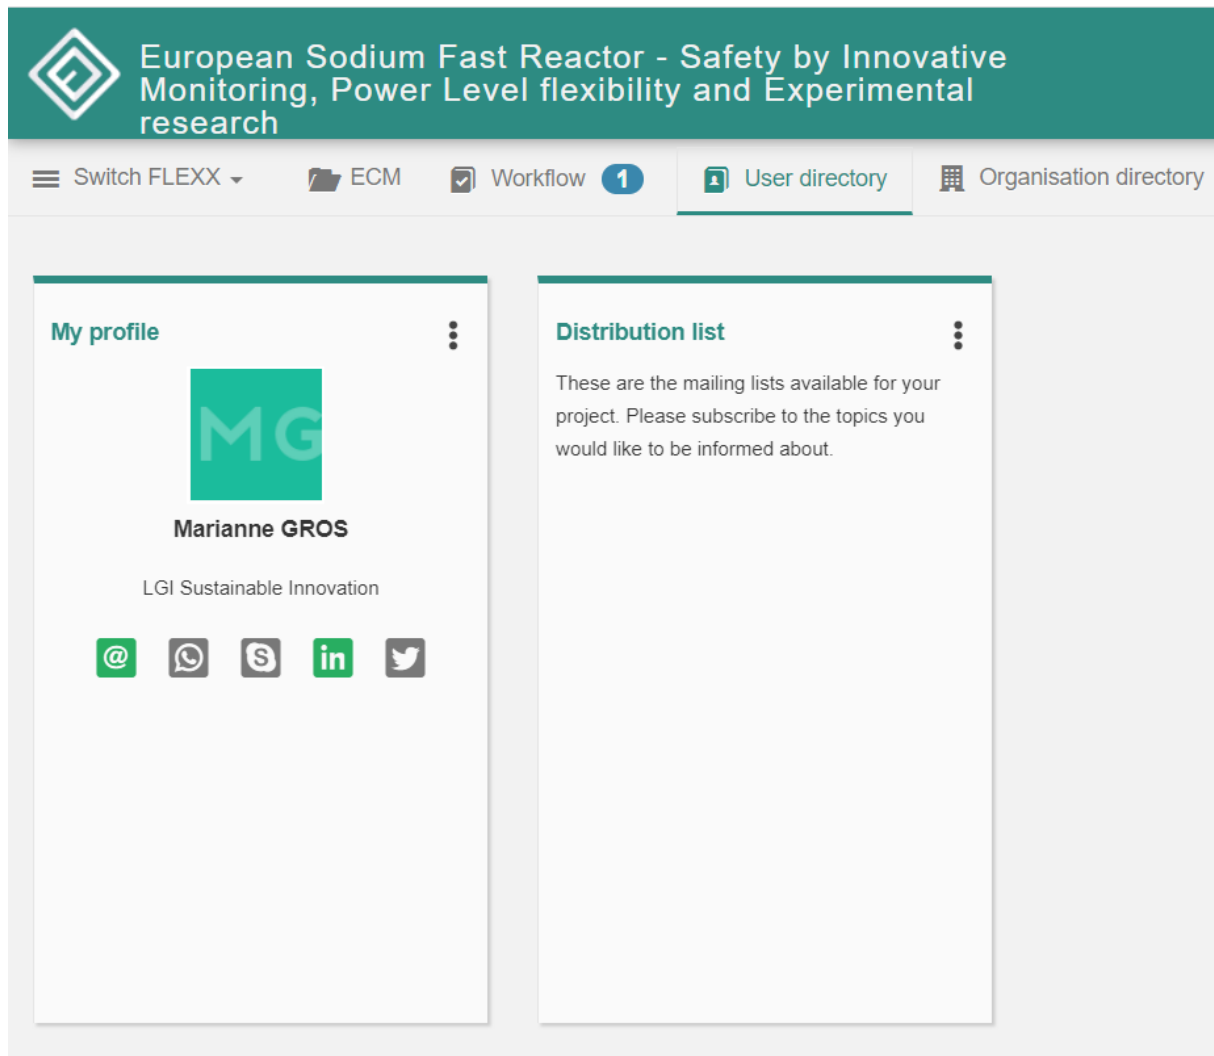 European Sodium Fast Reactor - Safety by Innovative
Monitoring, Power Level flexibility and Experimental
research
Switch FLEXX ECM Workflow 1 User directory Organisation directory
My profile
MG
Marianne GROS
LGI Sustainable Innovation
@ S in
Distribution list
These are the mailing lists available for your
project. Please subscribe to the topics you
would like to be informed about.